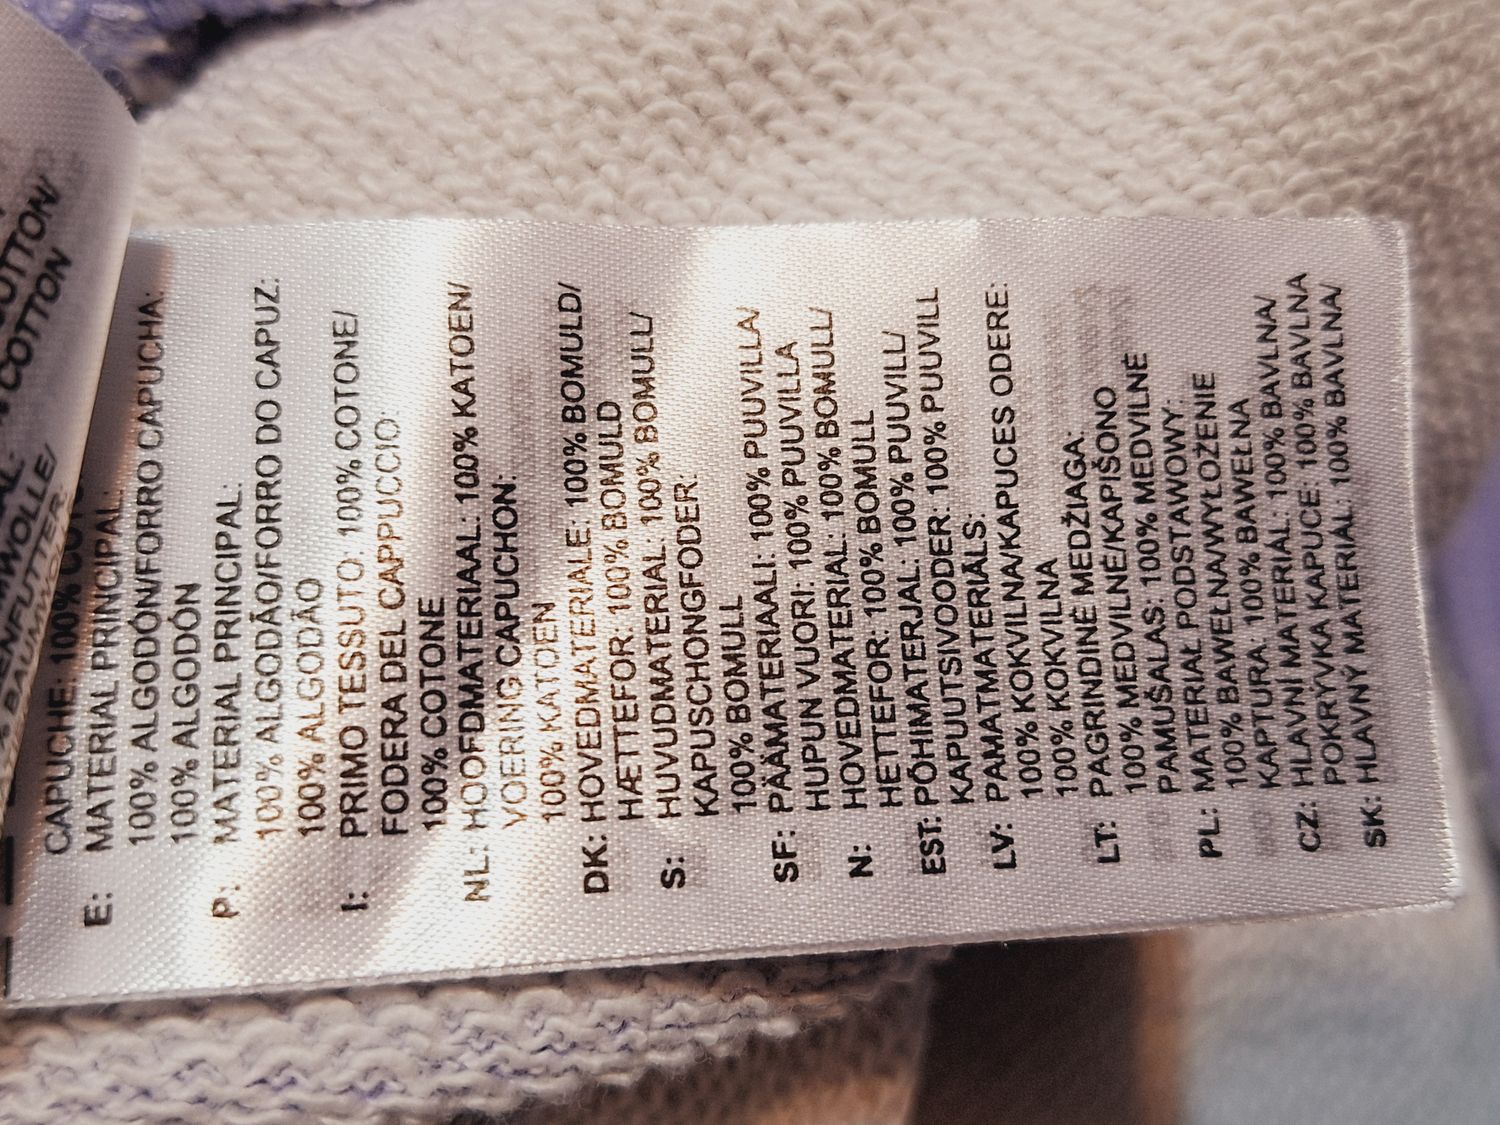 COTTON/
COTTON
WOLLE/
ENFUTTER:
CAPUCHE: 100%
E: MATERIAL PRINCIPAL:
100% ALGODÓN/FORRO CAPUCHA:
100% ALGODÓN
P: MATERIAL PRINCIPAL:
100% ALGODÃO/FORRO DO CAPUZ:
100% ALGODÃO
I: PRIMO TESSUTO: 100% COTONE/
FODERA DEL CAPPUCCIO:
100% COTONE
NL: HOOFDMATERIAAL: 100% KATOEN/
VOERING CAPUCHON:
100% KATOEN
DK: HOVEDMATERIALE: 100% BOMULD/
HÆTTEFOR: 100% BOMULD
S: HUVUDMATERIAL: 100% BOMULL/
KAPUSCHONGFODER:
100% BOMULL
SF: PÄÄMATERIAALI: 100% PUUVILLA/
HUPUN VUORI: 100% PUUVILLA
N: HOVEDMATERIAL: 100% BOMULL/
HETTEFOR: 100% BOMULL
EST: PÕHIMATERJAL: 100% PUUVILL/
KAPUUTSIVOODER: 100% PUUVILL
LV: PAMATMATERIĀLS:
100% KOKVILNA/KAPUCES ODERE:
100% KOKVILNA
LT: PAGRINDINĖ MEDŽIAGA:
100% MEDVILNĖ/KAPIŠONO
PAMUŠALAS: 100% MEDVILNĖ
PL: MATERIAŁ PODSTAWOWY:
100% BAWEŁNA/WYŁOŻENIE
KAPTURA: 100% BAWEŁNA
CZ: HLAVNÍ MATERIÁL: 100% BAVLNA/
POKRÝVKA KAPUCE: 100% BAVLNA
SK: HLAVNÝ MATERIÁL: 100% BAVLNA/